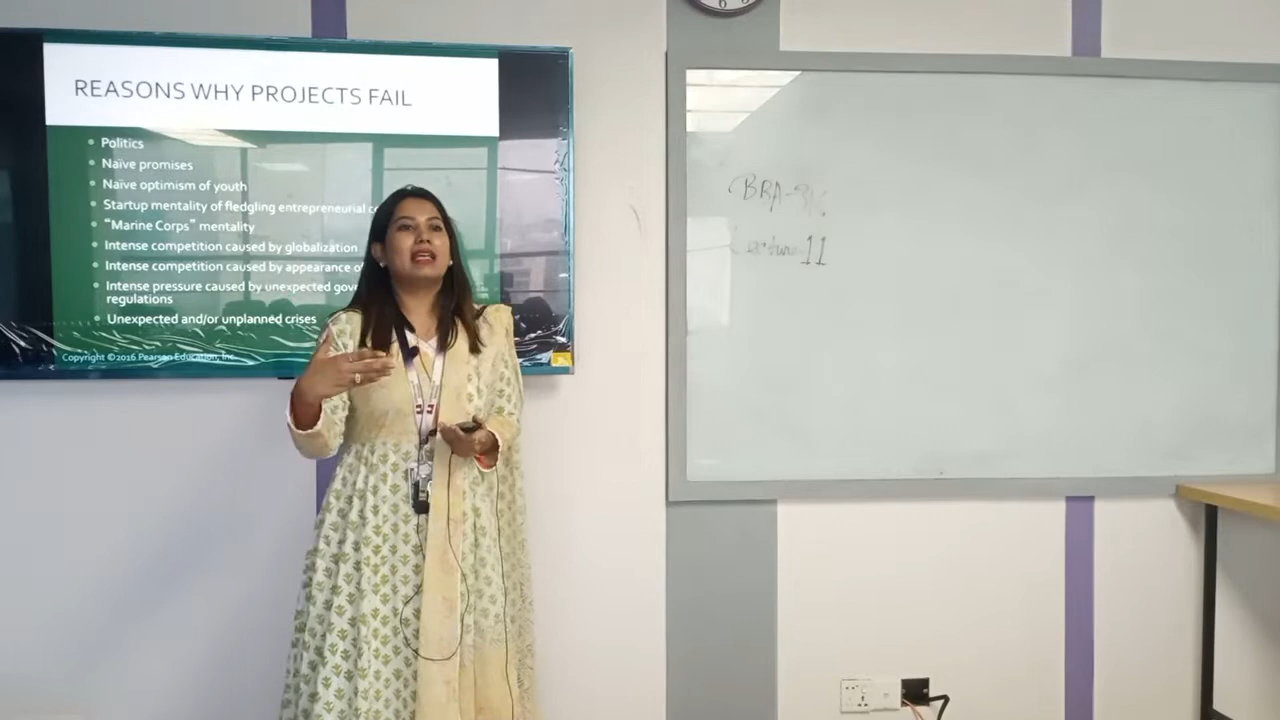 REASONS WHY PROJECTS FAIL
Politics
Naïve promises
Naïve optimism of youth
Startup mentality of fledgling entrepreneurial
"Marine Corps" mentality
Intense competition caused by globalization
Intense competition caused by appearance
Intense pressure caused by unexpected
regulations
Unexpected and/or unplanned crises
Copyright ©2016 Pearson Education, Inc.
Lecture-11